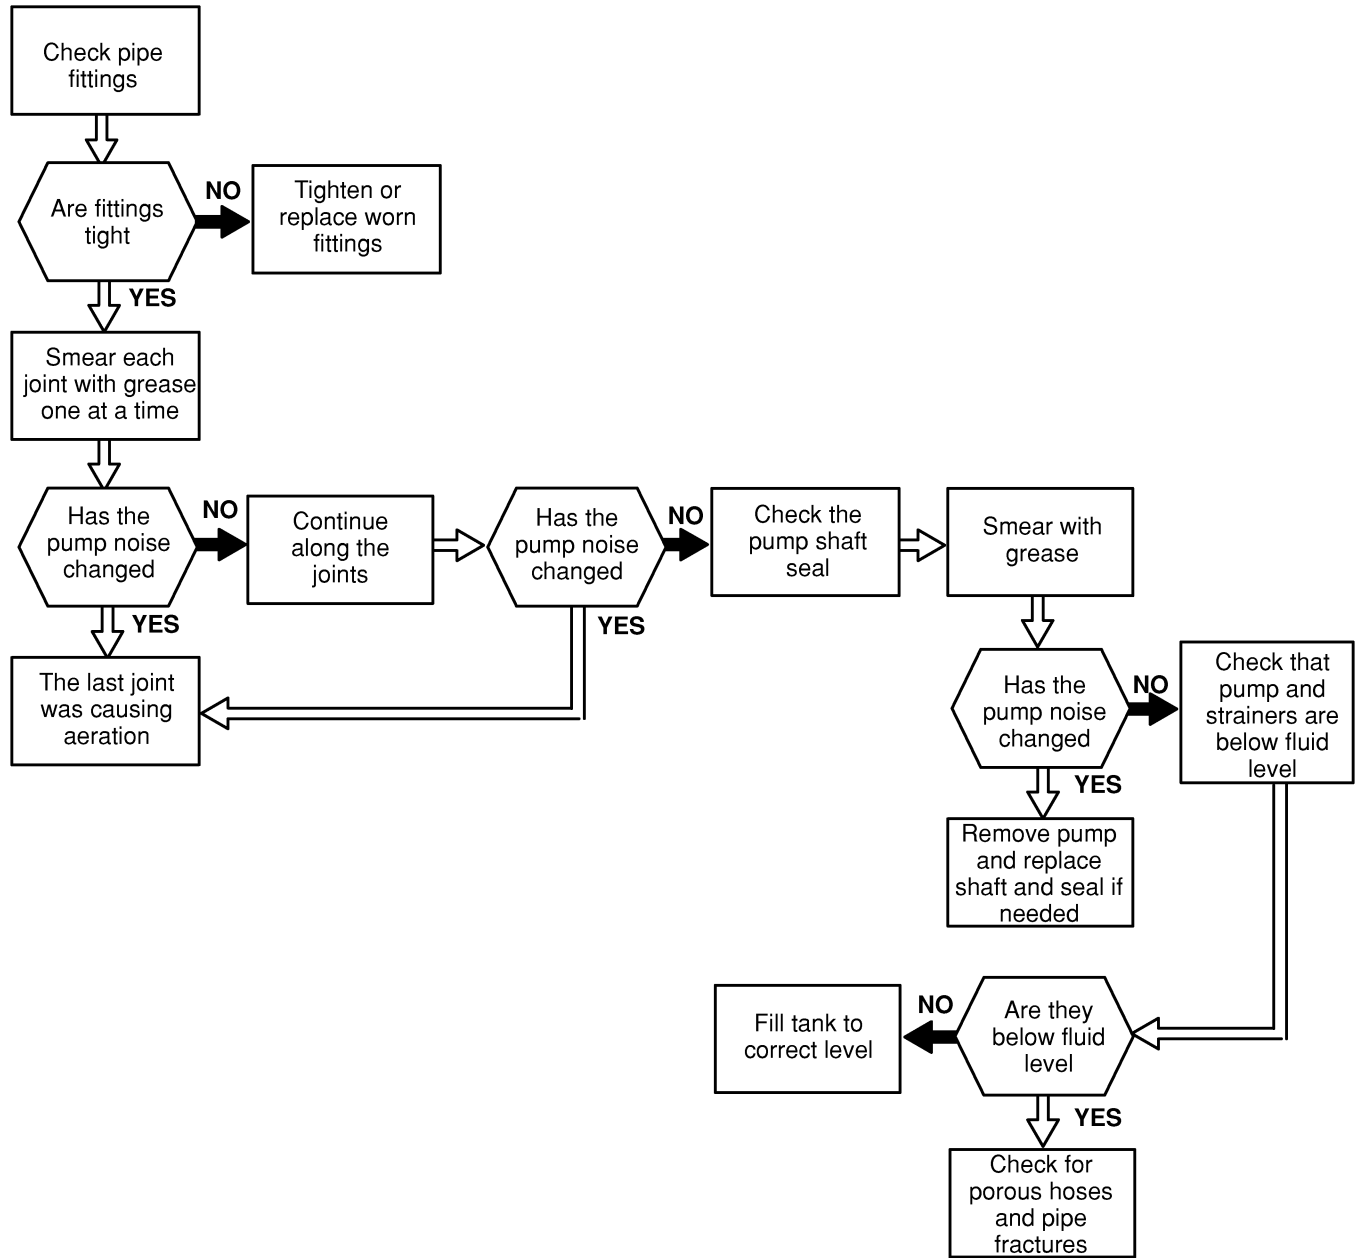 Check pipe
fittings
Are fittings
tight
NO
Tighten or
replace worn
fittings
YES
Smear each
joint with grease
one at a time
Has the
pump noise
changed
NO
Continue
along the
joints
Has the
pump noise
changed
NO
Check the
pump shaft
seal
Smear with
grease
YES
YES
The last joint
was causing
aeration
Has the
pump noise
changed
NO
Check that
pump and
strainers are
below fluid
level
YES
Remove pump
and replace
shaft and seal if
needed
Are they
below fluid
level
NO
Fill tank to
correct level
YES
Check for
porous hoses
and pipe
fractures